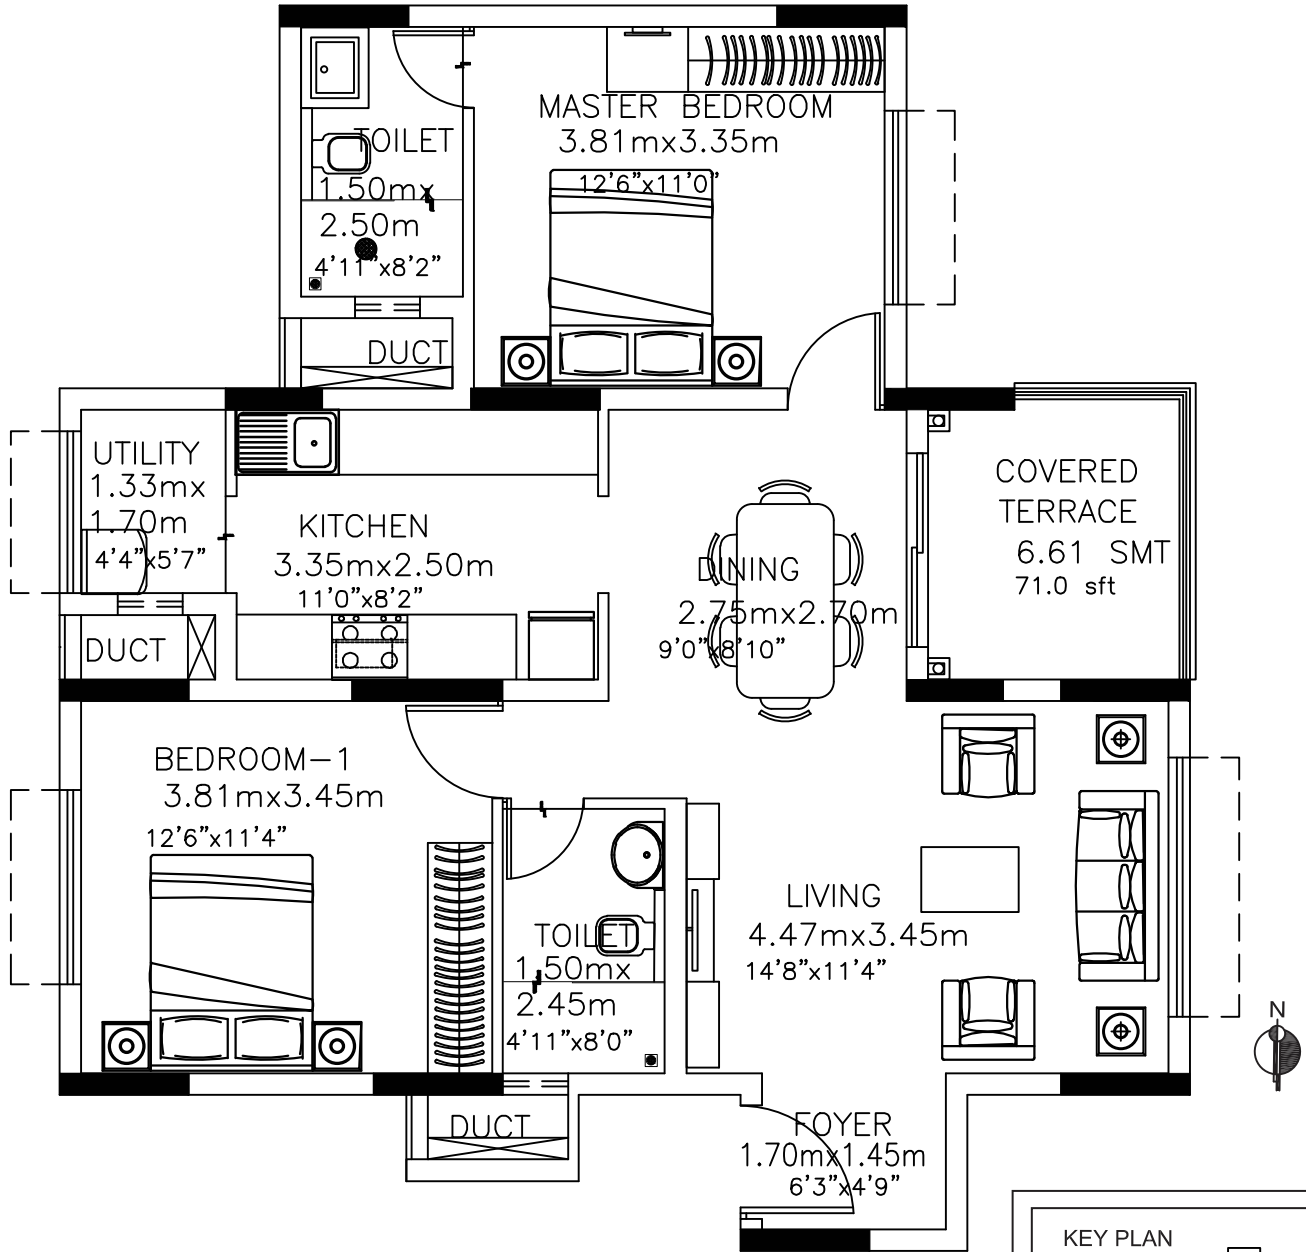 MASTER BEDROOM
3.81mx3.35m
12'6"x11'0"
TOILET
1.50mx
2.50m
4'11"x8'2"
DUCT
UTILITY
1.33mx
1.70m
4'4"x5'7"
DUCT
KITCHEN
3.35mx2.50m
11'0"x8'2"
DINING
2.75mx2.70m
9'0"x8'10"
COVERED
TERRACE
6.61 SMT
71.0 sft
BEDROOM-1
3.81mx3.45m
12'6"x11'4"
TOILET
1.50mx
2.45m
4'11"x8'0"
DUCT
LIVING
4.47mx3.45m
14'8"x11'4"
FOYER
1.70mx1.45m
6'3"x4'9"
N
KEY PLAN